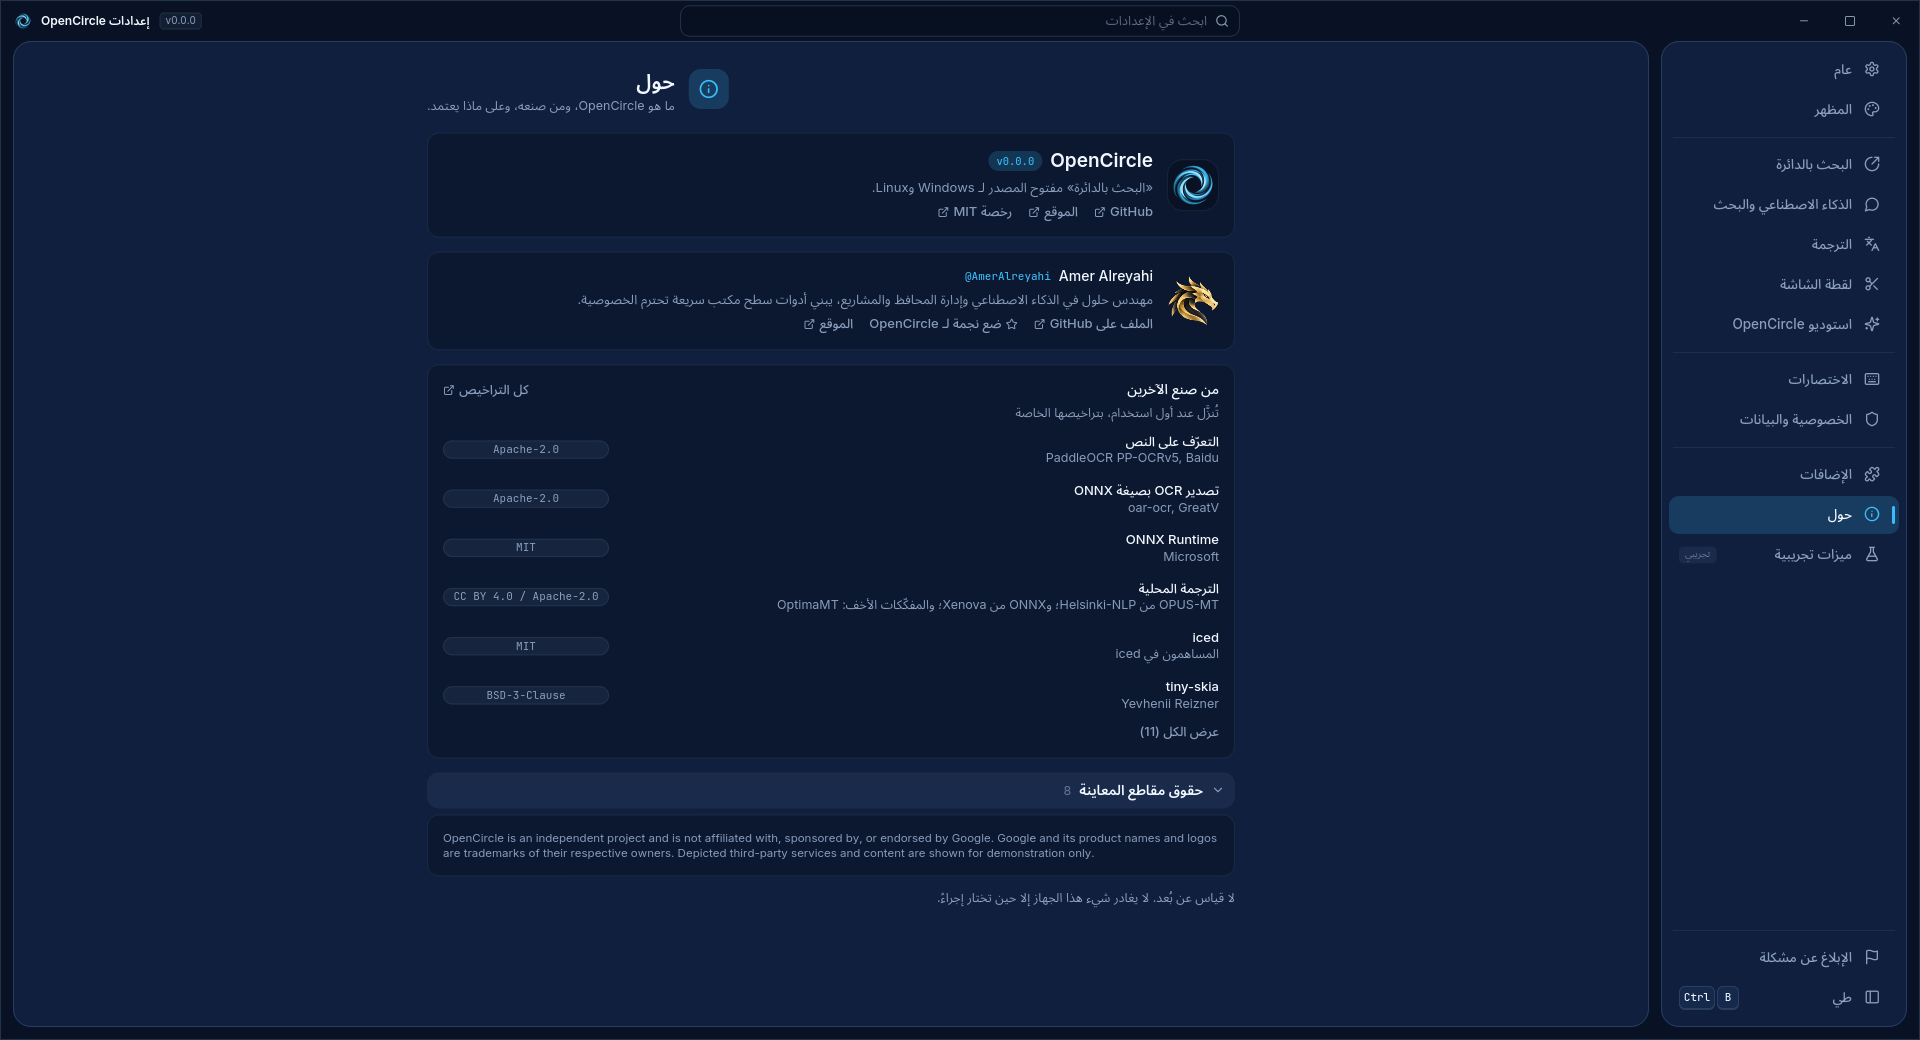 إعدادات OpenCircle v0.0.0
ابحث في الإعدادات
عام
المظهر
البحث بالدائرة
الذكاء الاصطناعي والبحث
الترجمة
لقطة الشاشة
استوديو OpenCircle
الاختصارات
الخصوصية والبيانات
الإضافات
حول
ميزات تجريبية تجريبي
الإبلاغ عن مشكلة
طي Ctrl B
حول
ما هو OpenCircle، ومن صنعه، وعلى ماذا يعتمد.
OpenCircle v0.0.0
«البحث بالدائرة» مفتوح المصدر لـ Windows وLinux.
GitHub الموقع رخصة MIT
Amer Alreyahi @AmerAlreyahi
مهندس حلول في الذكاء الاصطناعي وإدارة المحافظ والمشاريع، يبني أدوات سطح مكتب سريعة تحترم الخصوصية.
الملف على GitHub ضع نجمة لـ OpenCircle الموقع
من صنع الآخرين كل التراخيص
تُنزَّل عند أول استخدام، بتراخيصها الخاصة
التعرّف على النص
PaddleOCR PP-OCRv5, Baidu
Apache-2.0
تصدير OCR بصيغة ONNX
oar-ocr, GreatV
Apache-2.0
ONNX Runtime
Microsoft
MIT
الترجمة المحلية
OPUS-MT من Helsinki-NLP؛ وONNX من Xenova؛ والمفكّكات الأخف: OptimaMT
CC BY 4.0 / Apache-2.0
iced
المساهمون في iced
MIT
tiny-skia
Yevhenii Reizner
BSD-3-Clause
عرض الكل (11)
حقوق مقاطع المعاينة 8
OpenCircle is an independent project and is not affiliated with, sponsored by, or endorsed by Google. Google and its product names and logos
are trademarks of their respective owners. Depicted third-party services and content are shown for demonstration only.
لا قياس عن بُعد. لا يغادر شيء هذا الجهاز إلا حين تختار إجراءً.